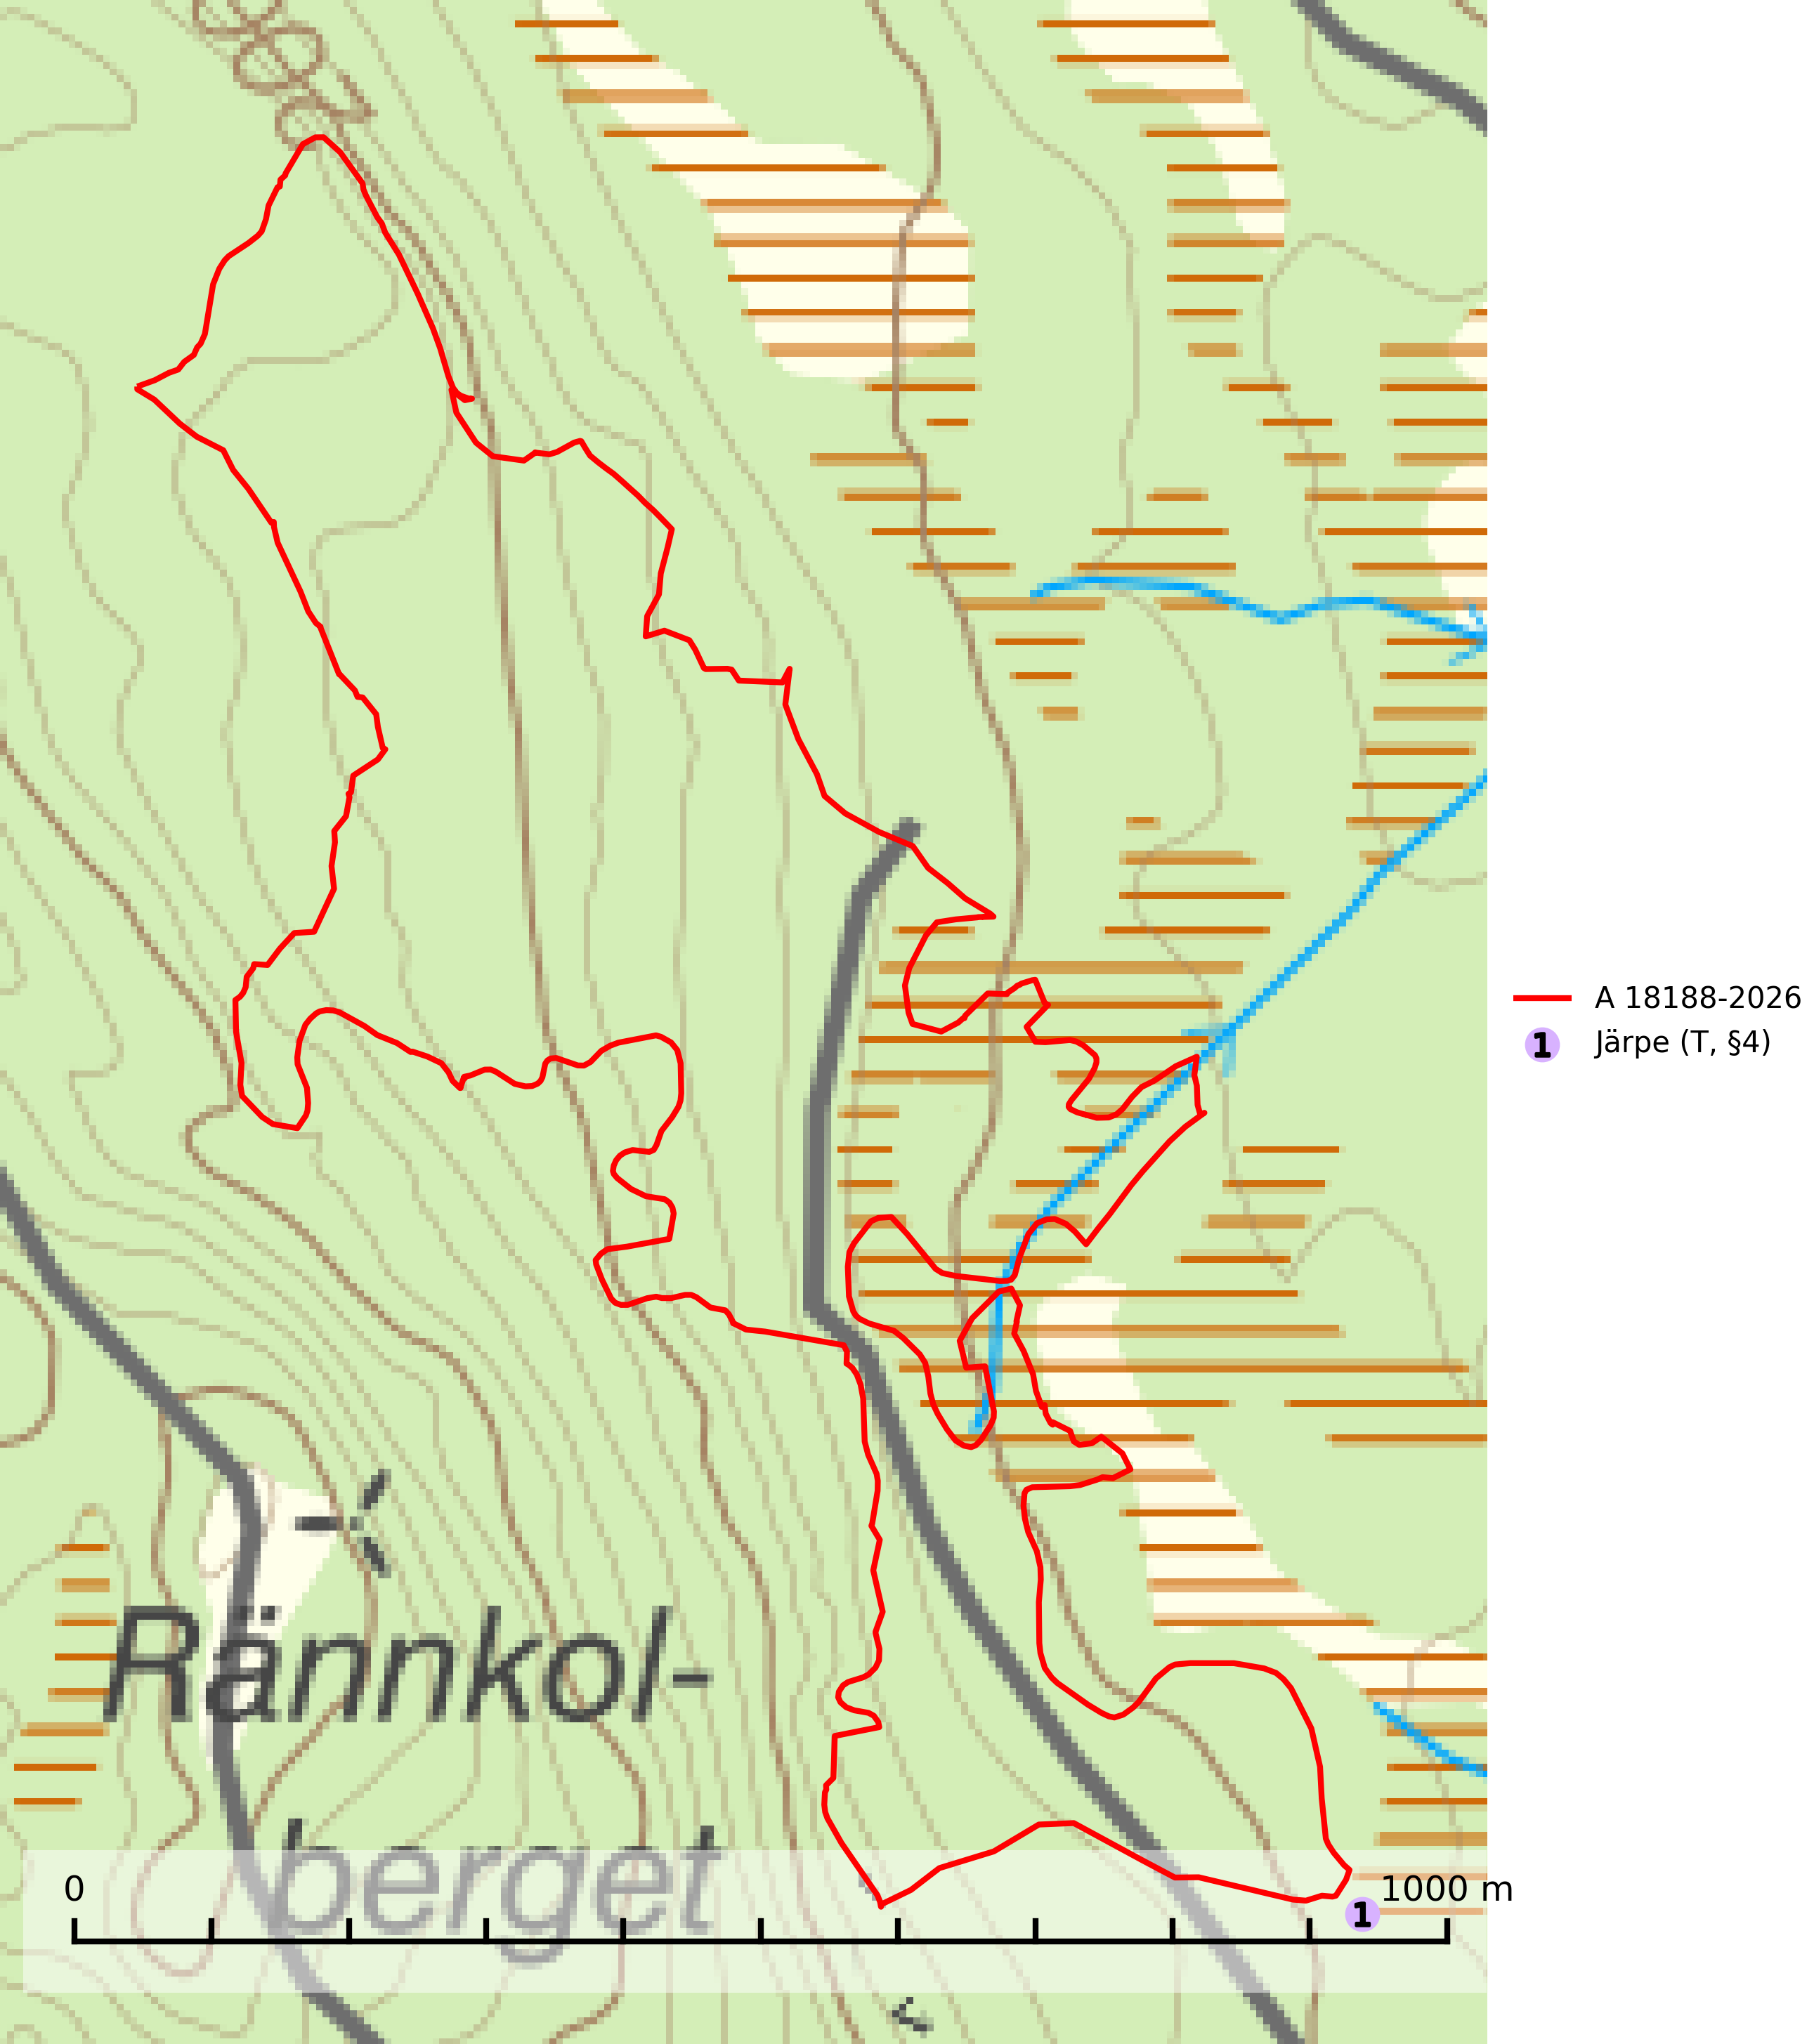 A 18188-2026
1 Järpe (T, §4)
Rännkol-
berget
0 1000 m
1